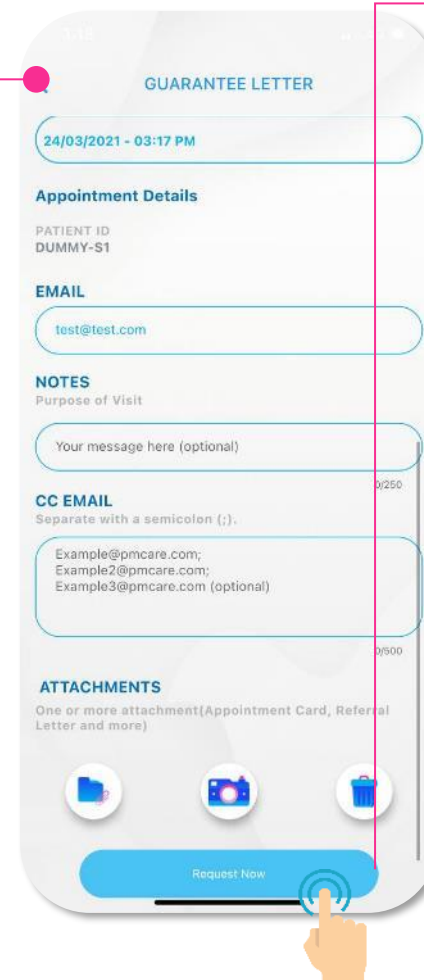 GUARANTEE LETTER
24/03/2021 - 03:17 PM
Appointment Details
PATIENT ID
DUMMY-S1
EMAIL
test@test.com
NOTES
Purpose of Visit
Your message here (optional)
0/250
CC EMAIL
Separate with a semicolon (;).
Example@pmcare.com;
Example2@pmcare.com;
Example3@pmcare.com (optional)
0/500
ATTACHMENTS
One or more attachment(Appointment Card, Referral
Letter and more)
Request Now